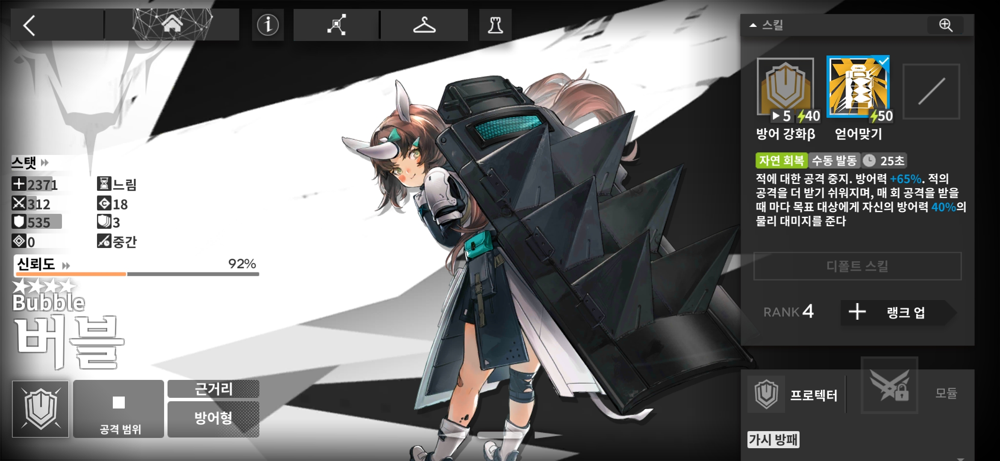 스킬
5
40
50
방어 강화β
얻어맞기
자연 회복
수동 발동
25초
적에 대한 공격 중지. 방어력 +65%. 적의
공격을 더 받기 쉬워지며, 매 회 공격을 받을
때 마다 목표 대상에게 자신의 방어력 40%의
물리 대미지를 준다
디폴트 스킬
RANK 4
랭크 업
스탯
2371
느림
312
18
535
3
0
중간
신뢰도
92%
Bubble
버블
공격 범위
근거리
방어형
프로텍터
모듈
가시 방패